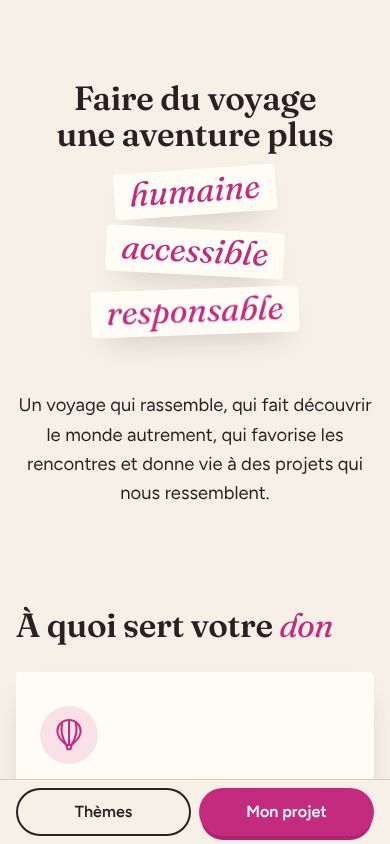 Faire du voyage
une aventure plus
humaine
accessible
responsable
Un voyage qui rassemble, qui fait découvrir
le monde autrement, qui favorise les
rencontres et donne vie à des projets qui
nous ressemblent.
À quoi sert votre don
Thèmes
Mon projet